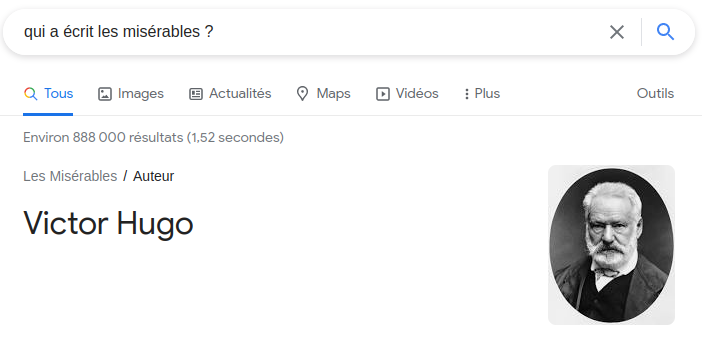 qui a écrit les misérables ?
Tous Images Actualités Maps Vidéos Plus Outils
Environ 888 000 résultats (1,52 secondes)
Les Misérables / Auteur
Victor Hugo